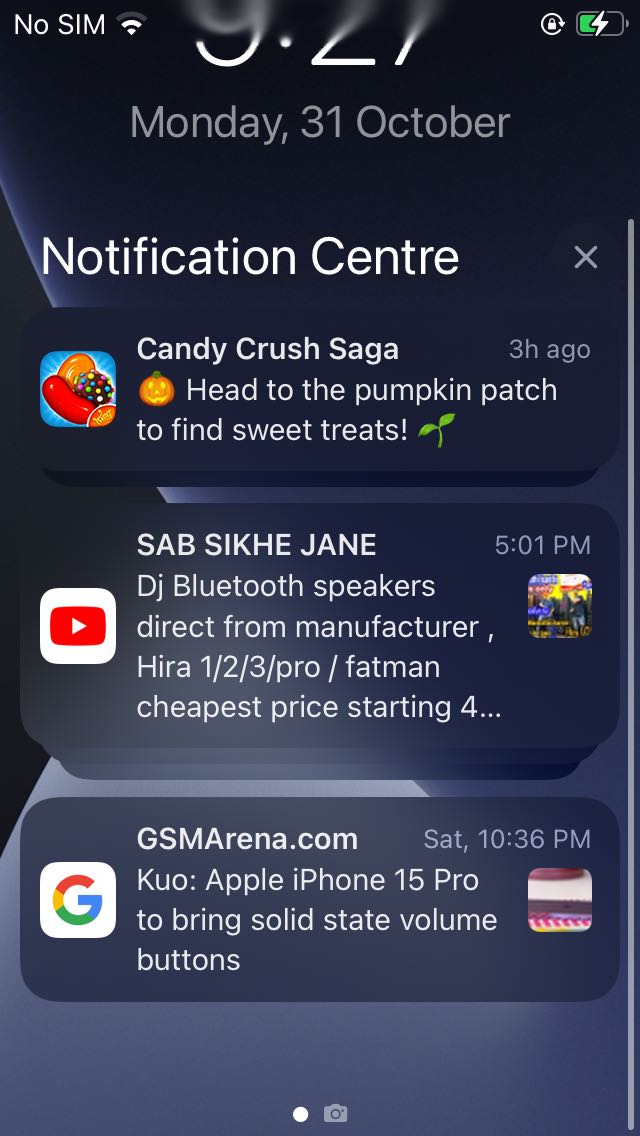 No SIM
Monday, 31 October
Notification Centre
Candy Crush Saga 3h ago
🎃 Head to the pumpkin patch
to find sweet treats! 🌱
SAB SIKHE JANE 5:01 PM
Dj Bluetooth speakers
direct from manufacturer ,
Hira 1/2/3/pro / fatman
cheapest price starting 4...
GSMArena.com Sat, 10:36 PM
Kuo: Apple iPhone 15 Pro
to bring solid state volume
buttons